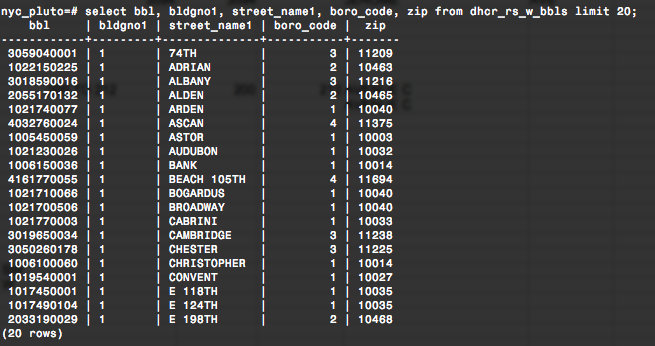 nyc_pluto=# select bbl, bldgno1, street_name1, boro_code, zip from dhcr_rs_w_bbls limit 20;
    bbl     | bldgno1 | street_name1 | boro_code |  zip
------------+---------+--------------+-----------+-------
 3059040001 | 1       | 74TH         |         3 | 11209
 1022150225 | 1       | ADRIAN       |         2 | 10463
 3018590016 | 1       | ALBANY       |         3 | 11216
 2055170132 | 1       | ALDEN        |         2 | 10465
 1021740077 | 1       | ARDEN        |         1 | 10040
 4032760024 | 1       | ASCAN        |         4 | 11375
 1005450059 | 1       | ASTOR        |         1 | 10003
 1021230026 | 1       | AUDUBON      |         1 | 10032
 1006150036 | 1       | BANK         |         1 | 10014
 4161770055 | 1       | BEACH 105TH  |         4 | 11694
 1021710066 | 1       | BOGARDUS     |         1 | 10040
 1021700506 | 1       | BROADWAY     |         1 | 10040
 1021770003 | 1       | CABRINI      |         1 | 10033
 3019650034 | 1       | CAMBRIDGE    |         3 | 11238
 3050260178 | 1       | CHESTER      |         3 | 11225
 1006100060 | 1       | CHRISTOPHER  |         1 | 10014
 1019540001 | 1       | CONVENT      |         1 | 10027
 1017450001 | 1       | E 118TH      |         1 | 10035
 1017490104 | 1       | E 124TH      |         1 | 10035
 2033190029 | 1       | E 198TH      |         2 | 10468
(20 rows)